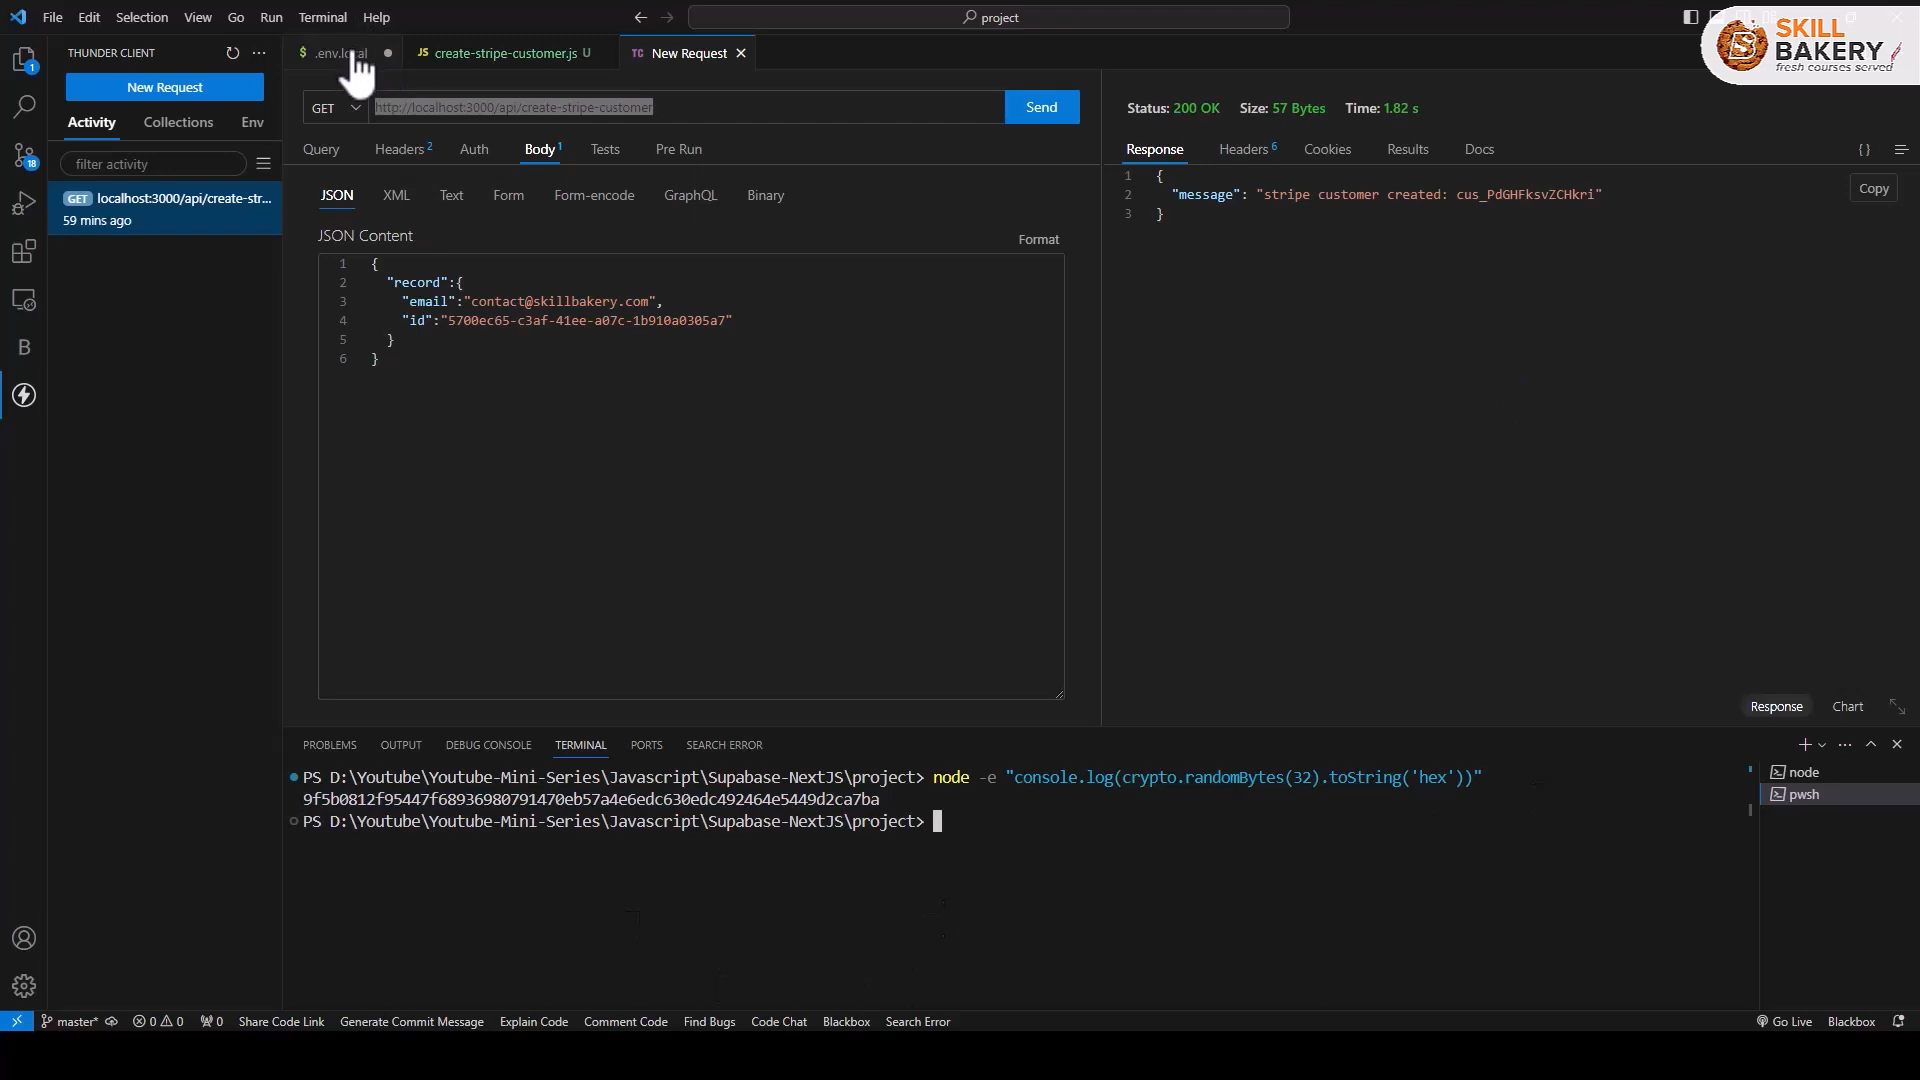 File Edit Selection View Go Run Terminal Help
project
SKILL
BAKERY
fresh courses served
THUNDER CLIENT
New Request
Activity Collections Env
filter activity
GET localhost:3000/api/create-str...
59 mins ago
1
18
B
$ .env.local
JS create-stripe-customer.js U
TC New Request
GET http://localhost:3000/api/create-stripe-customer Send
Query Headers 2 Auth Body 1 Tests Pre Run
JSON XML Text Form Form-encode GraphQL Binary
JSON Content
Format
1 {
2 "record":{
3 "email":"contact@skillbakery.com",
4 "id":"5700ec65-c3af-41ee-a07c-1b910a0305a7"
5 }
6 }
Status: 200 OK Size: 57 Bytes Time: 1.82 s
Response Headers 6 Cookies Results Docs {}
1 {
2 "message": "stripe customer created: cus_PdGHFksvZCHkri"
3 }
Copy
Response Chart
PROBLEMS OUTPUT DEBUG CONSOLE TERMINAL PORTS SEARCH ERROR
PS D:\Youtube\Youtube-Mini-Series\Javascript\Supabase-NextJS\project> node -e "console.log(crypto.randomBytes(32).toString('hex'))"
9f5b0812f95447f68936980791470eb57a4e6edc630edc492464e5449d2ca7ba
PS D:\Youtube\Youtube-Mini-Series\Javascript\Supabase-NextJS\project>
node
pwsh
master* 0 0 0 Share Code Link Generate Commit Message Explain Code Comment Code Find Bugs Code Chat Blackbox Search Error
Go Live Blackbox